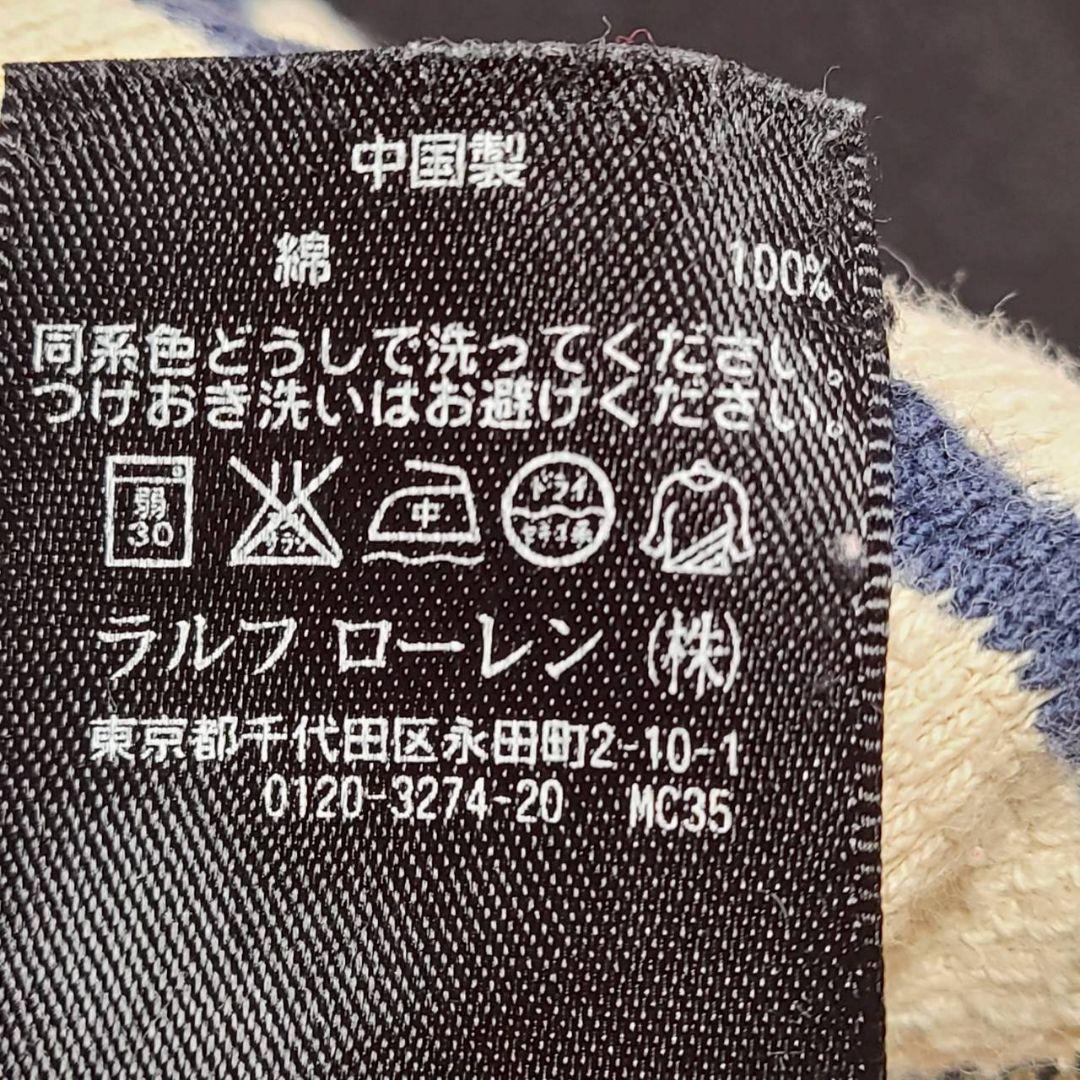 中国製
綿 100%
同系色どうしで洗ってください。
つけおき洗いはお避けください。
弱 中 ドライ
30
ラルフ ローレン (株)
東京都千代田区永田町2-10-1
0120-3274-20 MC35